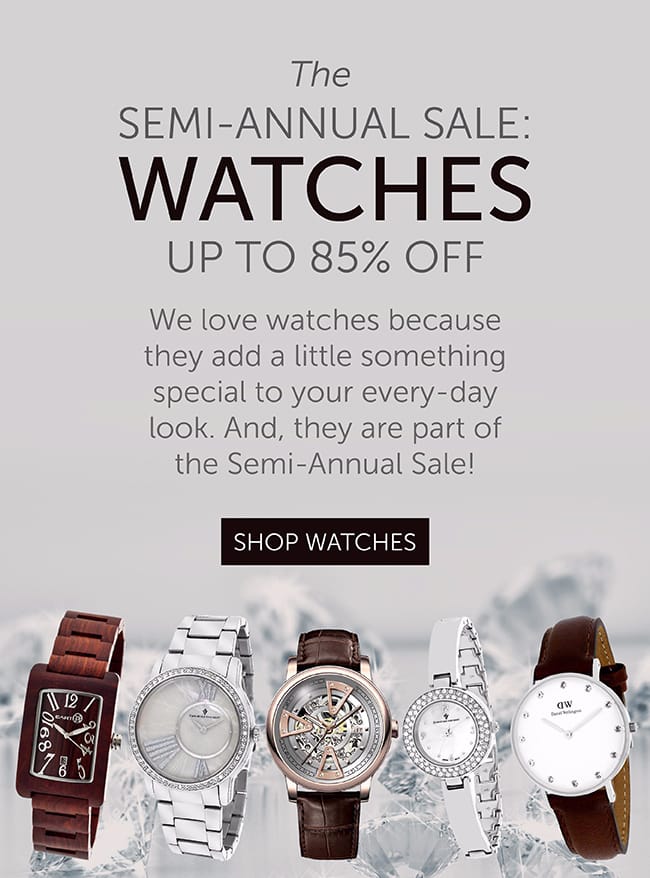 The
SEMI-ANNUAL SALE:
WATCHES
UP TO 85% OFF
We love watches because
they add a little something
special to your every-day
look. And, they are part of
the Semi-Annual Sale!
SHOP WATCHES
EARTH
DW
Daniel Wellington